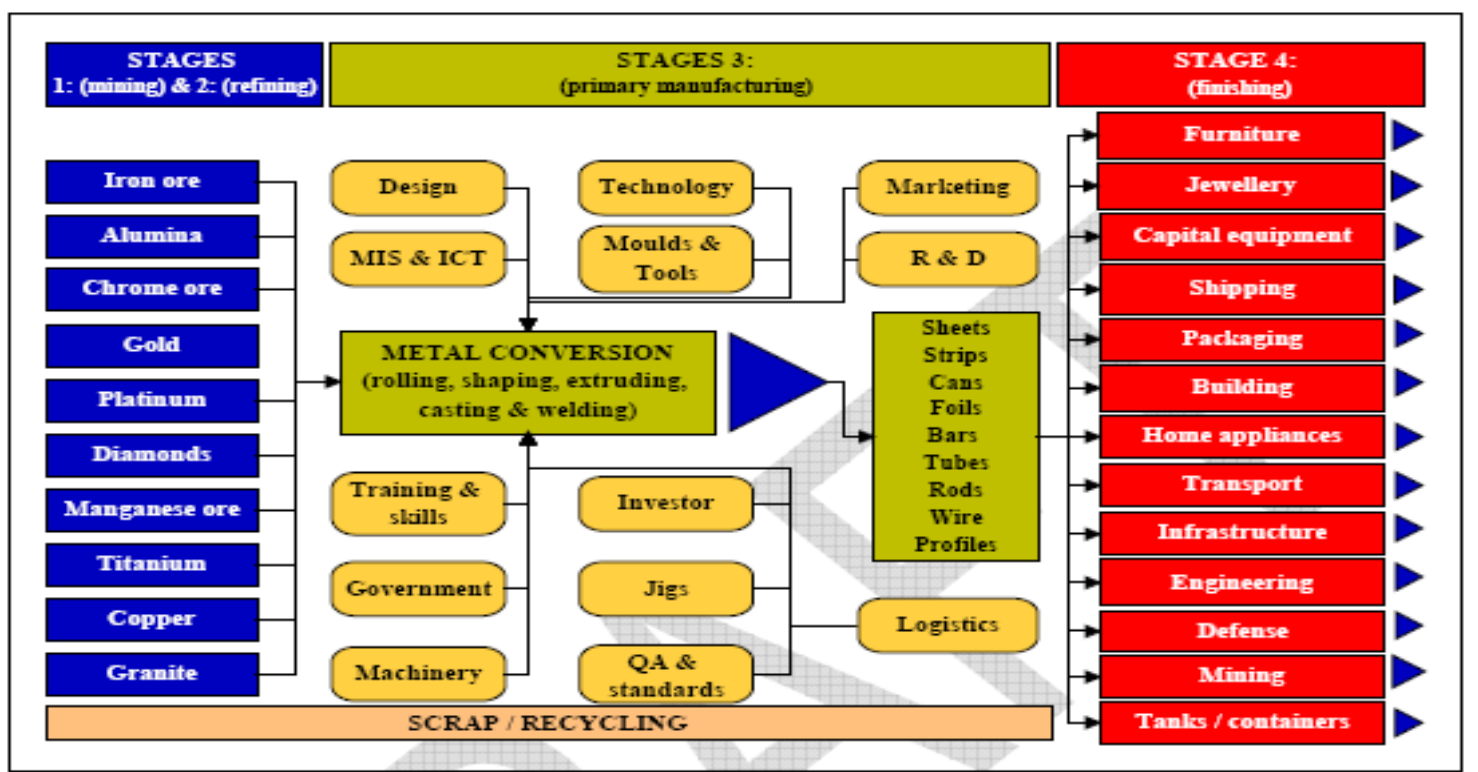 STAGES
1: (mining) & 2: (refining)
STAGES 3:
(primary manufacturing)
STAGE 4:
(finishing)
Iron ore
Alumina
Chrome ore
Gold
Platinum
Diamonds
Manganese ore
Titanium
Copper
Granite
Design
Technology
Marketing
MIS & ICT
Moulds &
Tools
R & D
METAL CONVERSION
(rolling, shaping, extruding,
casting & welding)
Training &
skills
Investor
Government
Jigs
Logistics
Machinery
QA &
standards
Sheets
Strips
Cans
Foils
Bars
Tubes
Rods
Wire
Profiles
Furniture
Jewellery
Capital equipment
Shipping
Packaging
Building
Home appliances
Transport
Infrastructure
Engineering
Defense
Mining
Tanks / containers
SCRAP / RECYCLING